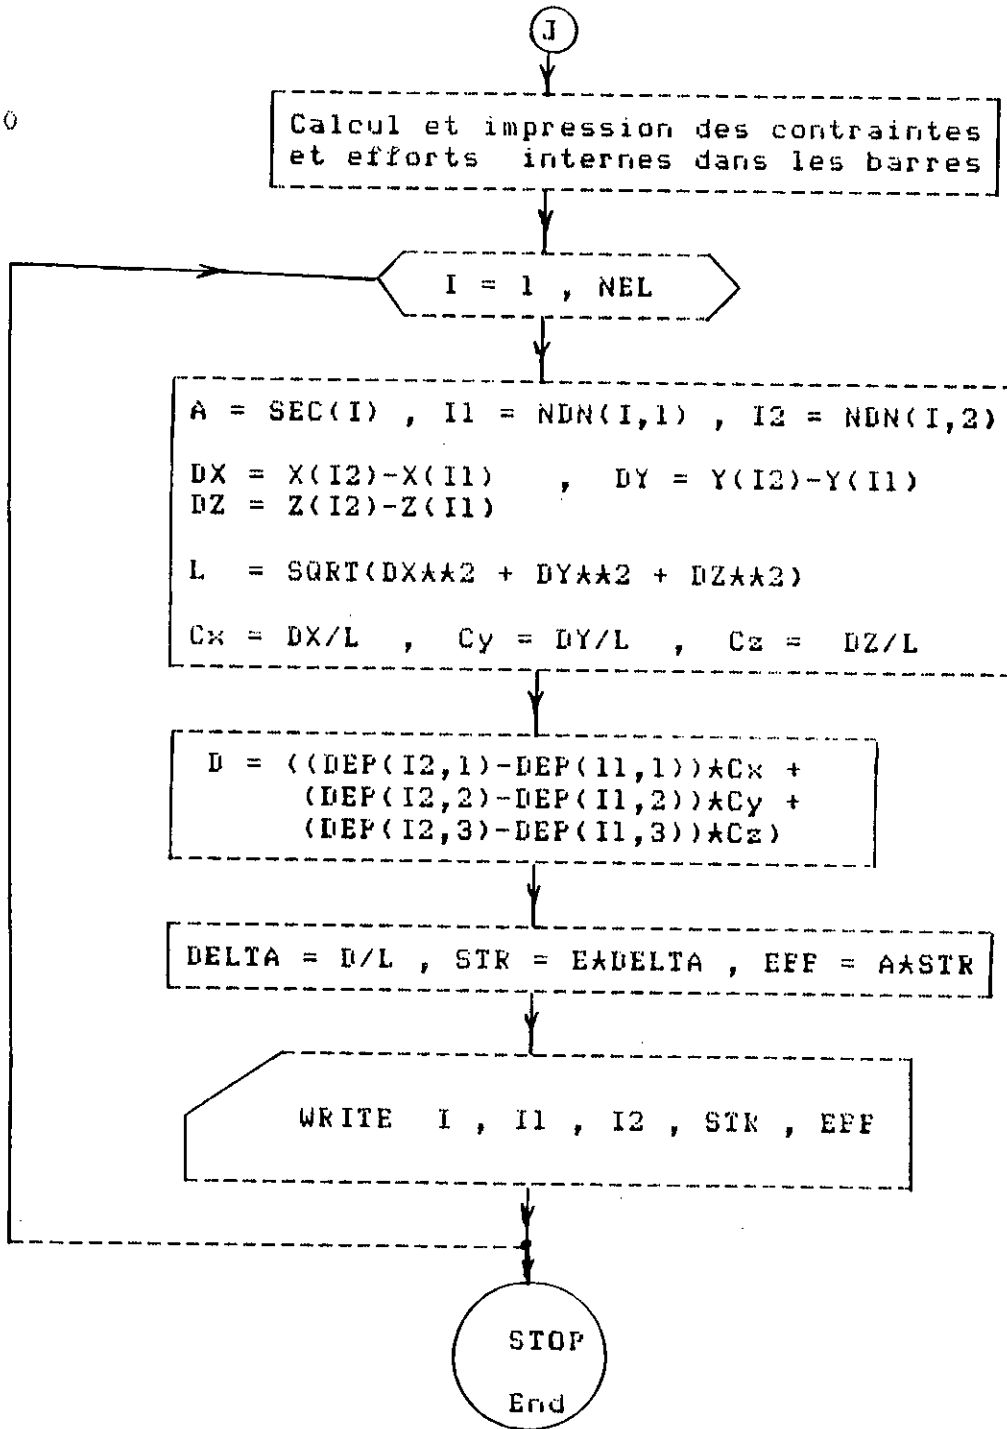 J
0
Calcul et impression des contraintes
et efforts internes dans les barres
I = 1 , NEL
A = SEC(I) , I1 = NDN(I,1) , I2 = NDN(I,2)
DX = X(I2)-X(I1) , DY = Y(I2)-Y(I1)
DZ = Z(I2)-Z(I1)
L = SQRT(DX**2 + DY**2 + DZ**2)
Cx = DX/L , Cy = DY/L , Cz = DZ/L
D = ((DEP(I2,1)-DEP(11,1))*Cx +
(DEP(I2,2)-DEP(I1,2))*Cy +
(DEP(I2,3)-DEP(I1,3))*Cz)
DELTA = D/L , STR = E*DELTA , EFF = A*STR
WRITE I , I1 , I2 , STR , EFF
STOP
End